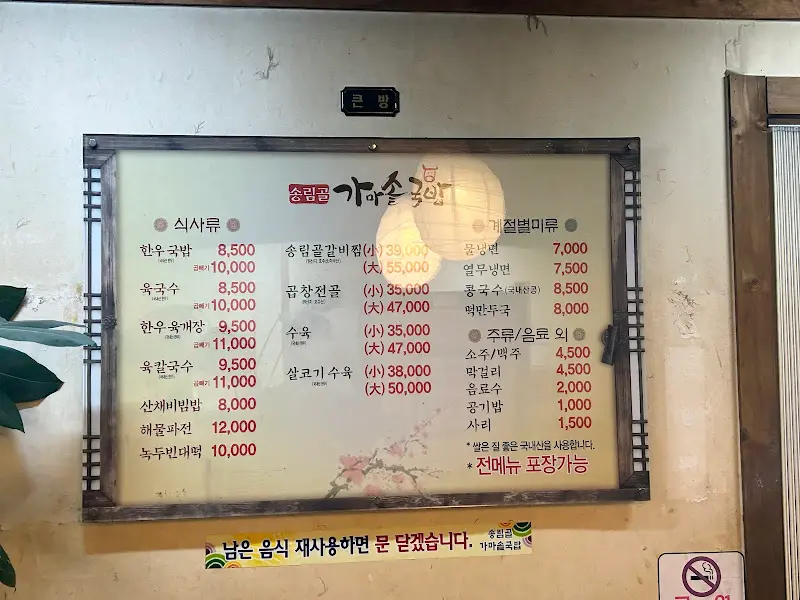 큰 방
송림골 가마솥국밥
식사류
한우국밥 8,500
곱빼기 10,000
육국수 8,500
곱빼기 10,000
한우육개장 9,500
곱빼기 11,000
육칼국수 9,500
곱빼기 11,000
산채비빔밥 8,000
해물파전 12,000
녹두빈대떡 10,000
송림골갈비찜 (小) 39,000
(大) 55,000
곱창전골 (小) 35,000
(大) 47,000
수육 (小) 35,000
(大) 47,000
살코기수육 (小) 38,000
(大) 50,000
계절별미류
물냉면 7,000
열무냉면 7,500
콩국수(국내산콩) 8,500
떡만두국 8,000
주류/음료 외
소주/맥주 4,500
막걸리 4,500
음료수 2,000
공기밥 1,000
사리 1,500
* 쌀은 질 좋은 국내산을 사용합니다.
* 전메뉴 포장가능
남은 음식 재사용하면 문 닫겠습니다.
송림골
가마솥국밥